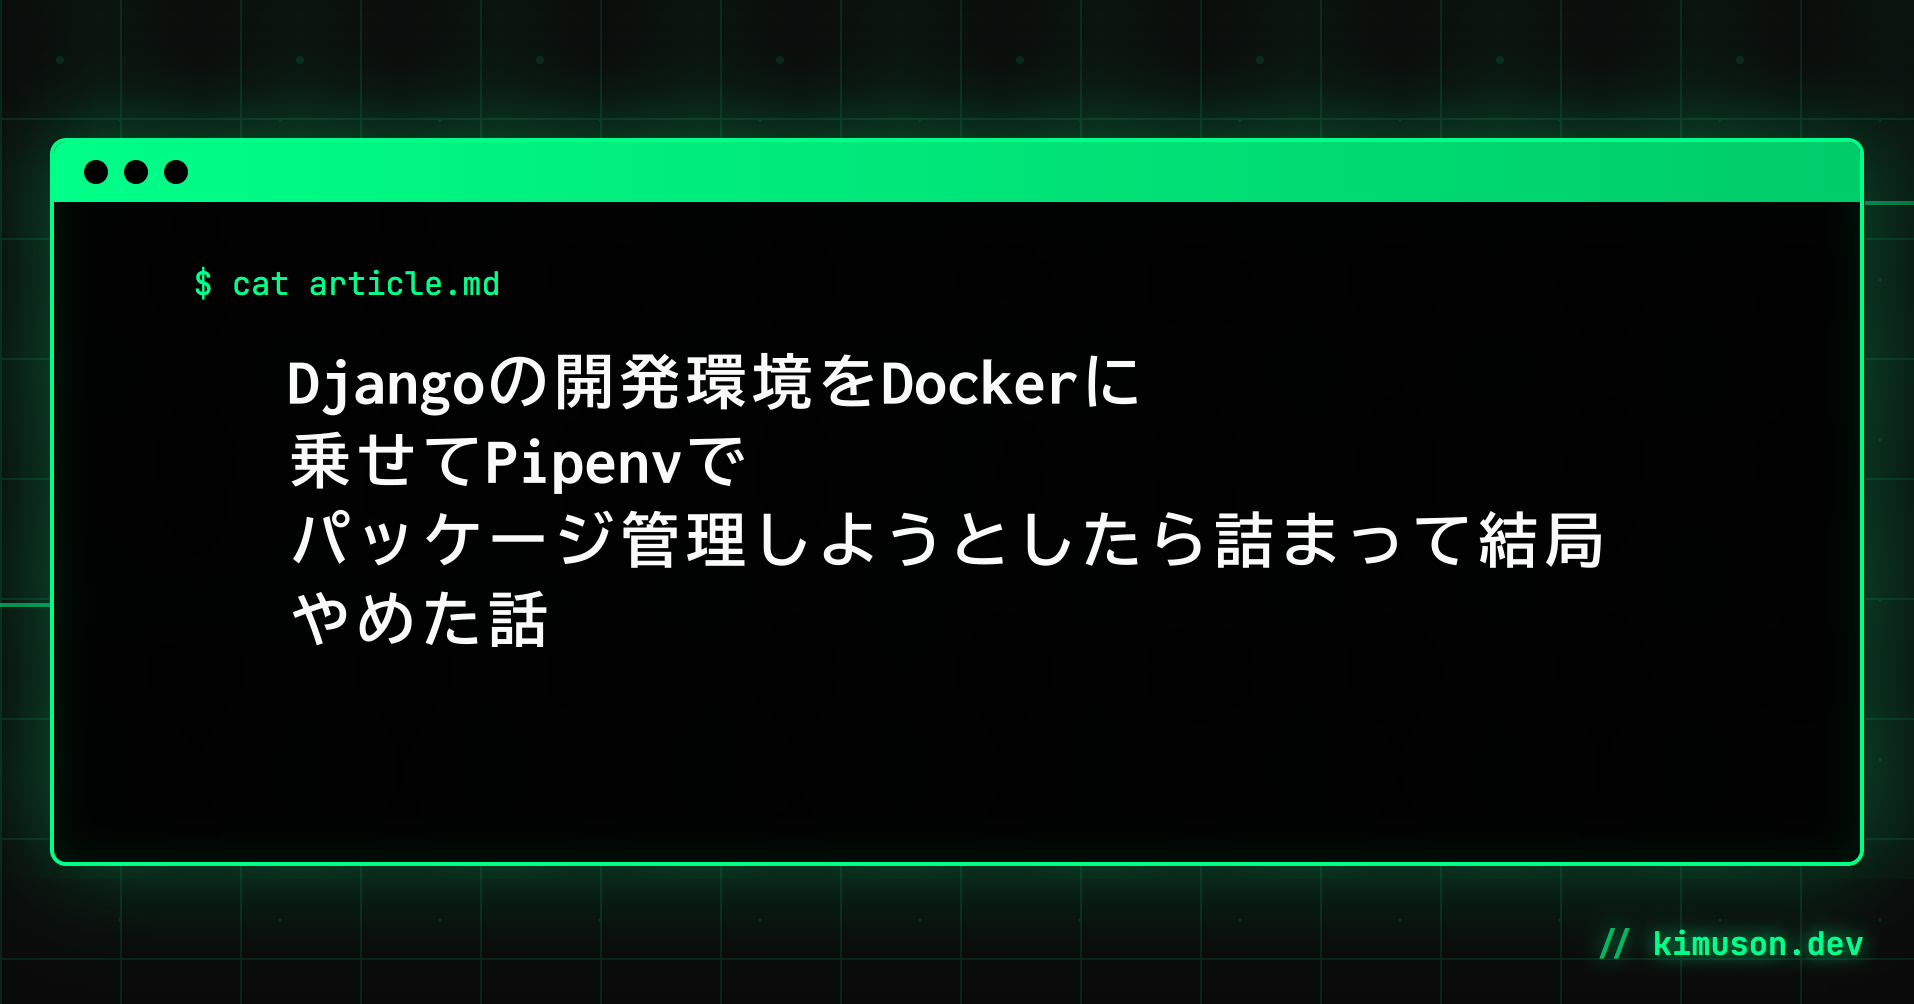 $ cat article.md
Djangoの開発環境をDockerに
乗せてPipenvで
パッケージ管理しようとしたら詰まって結局
やめた話
// kimuson.dev